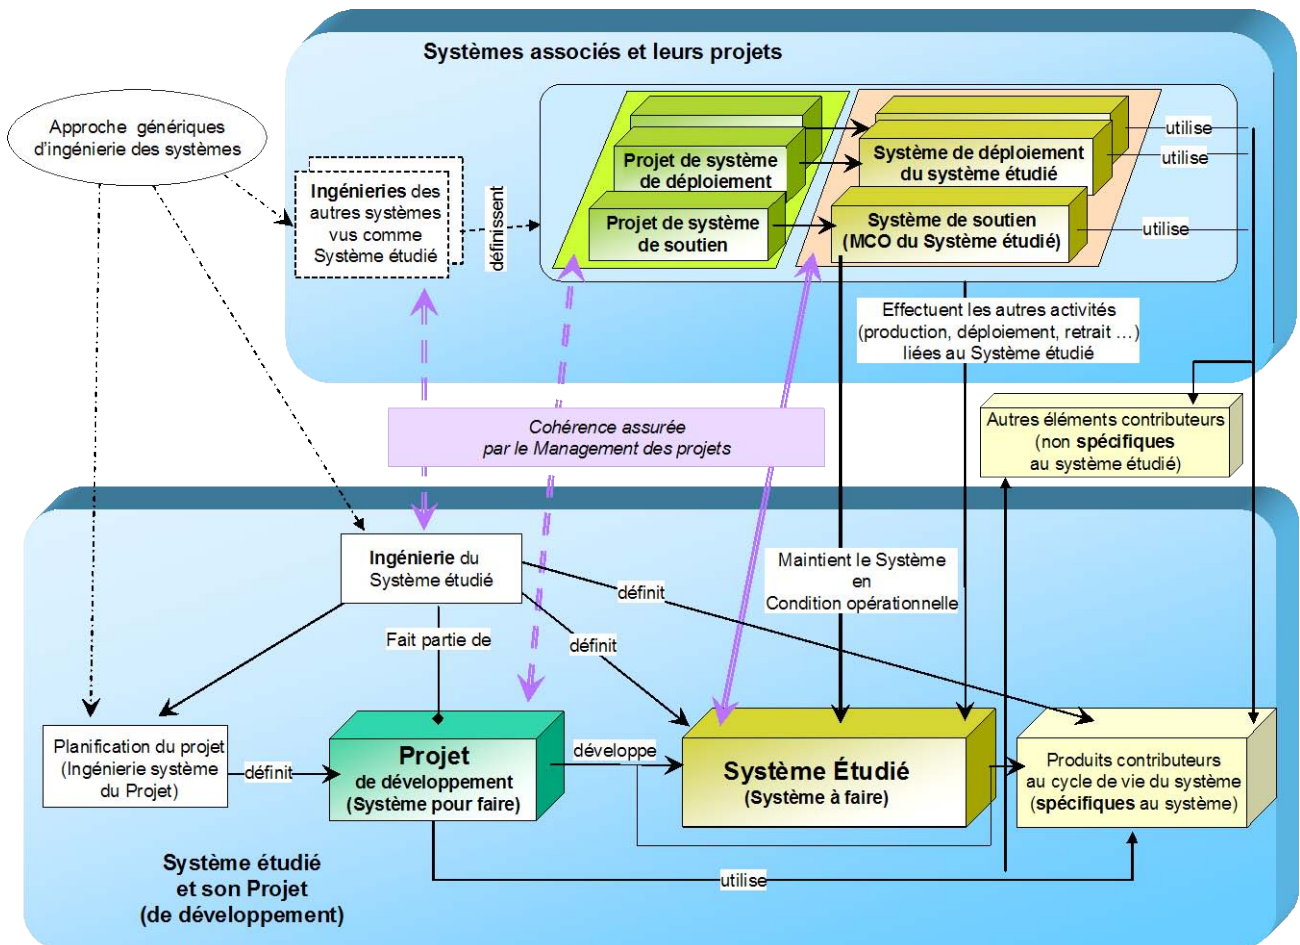 Systèmes associés et leurs projets
Approche génériques
d'ingénierie des systèmes
Ingénieries des
autres systèmes
vus comme
Système étudié
définissent
Projet de système
de déploiement
Projet de système
de soutien
Système de déploiement
du système étudié
Système de soutien
(MCO du Système étudié)
utilise
utilise
utilise
Effectuent les autres activités
(production, déploiement, retrait ...)
liées au Système étudié
Cohérence assurée
par le Management des projets
Autres éléments contributeurs
(non spécifiques
au système étudié)
Ingénierie du
Système étudié
Maintient le Système
en
Condition opérationnelle
définit
Fait partie de
définit
Planification du projet
(Ingénierie système
du Projet)
définit
Projet
de développement
(Système pour faire)
développe
Système Étudié
(Système à faire)
Produits contributeurs
au cycle de vie du système
(spécifiques au système)
utilise
Système étudié
et son Projet
(de développement)